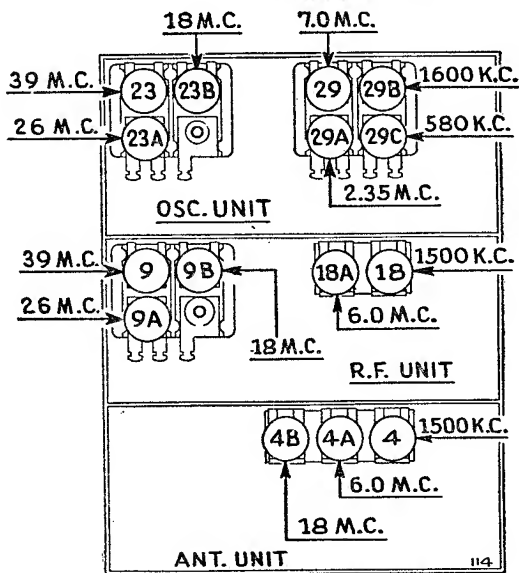 18 M.C. 7.0 M.C.
39 M.C. 23 23B 29 29B 1600 K.C.
26 M.C. 23A 29A 29C 580 K.C.
2.35 M.C.
OSC. UNIT
39 M.C. 9 9B 18A 18 1500 K.C.
26 M.C. 9A 6.0 M.C.
18 M.C.
R.F. UNIT
4B 4A 4 1500 K.C.
6.0 M.C.
18 M.C.
ANT. UNIT 114